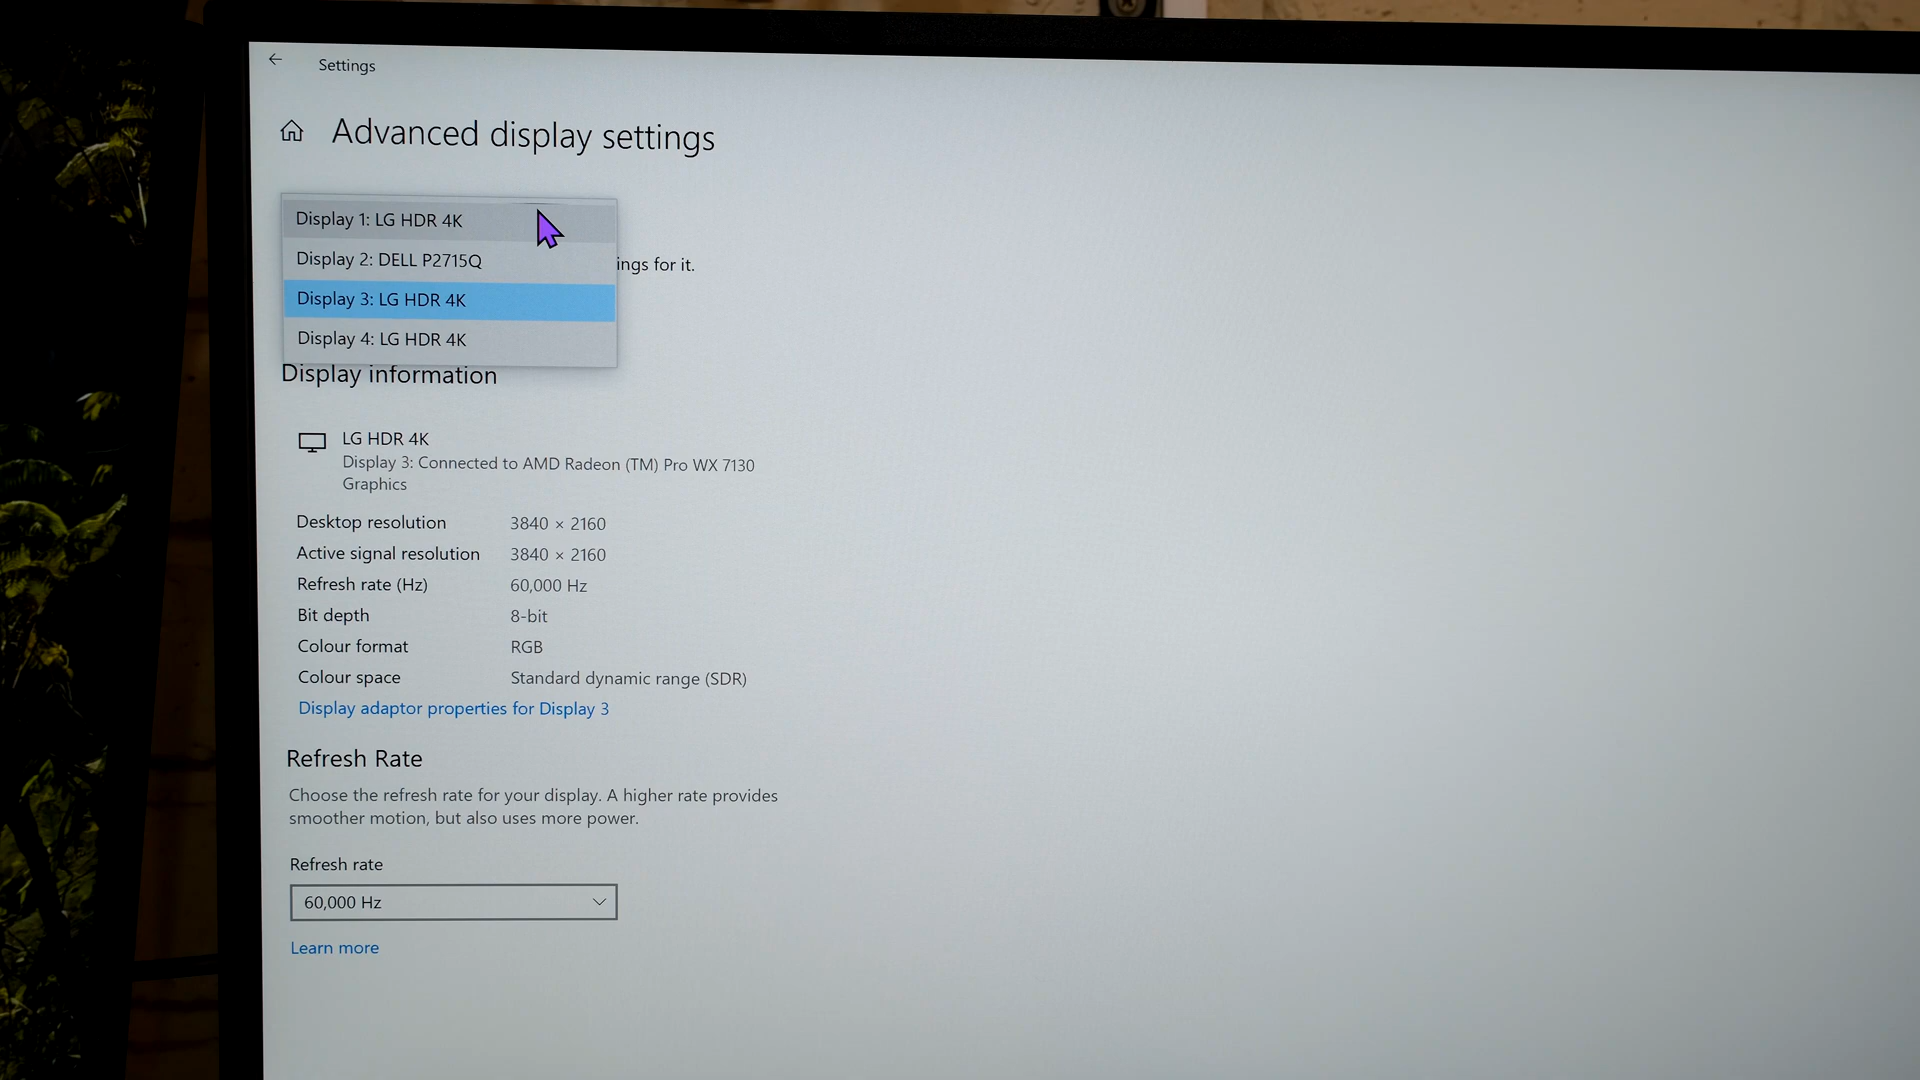 Settings
Advanced display settings
Display 1: LG HDR 4K
Display 2: DELL P2715Q
ings for it.
Display 3: LG HDR 4K
Display 4: LG HDR 4K
Display information
LG HDR 4K
Display 3: Connected to AMD Radeon (TM) Pro WX 7130
Graphics
Desktop resolution 3840 × 2160
Active signal resolution 3840 × 2160
Refresh rate (Hz) 60,000 Hz
Bit depth 8-bit
Colour format RGB
Colour space Standard dynamic range (SDR)
Display adaptor properties for Display 3
Refresh Rate
Choose the refresh rate for your display. A higher rate provides
smoother motion, but also uses more power.
Refresh rate
60,000 Hz
Learn more